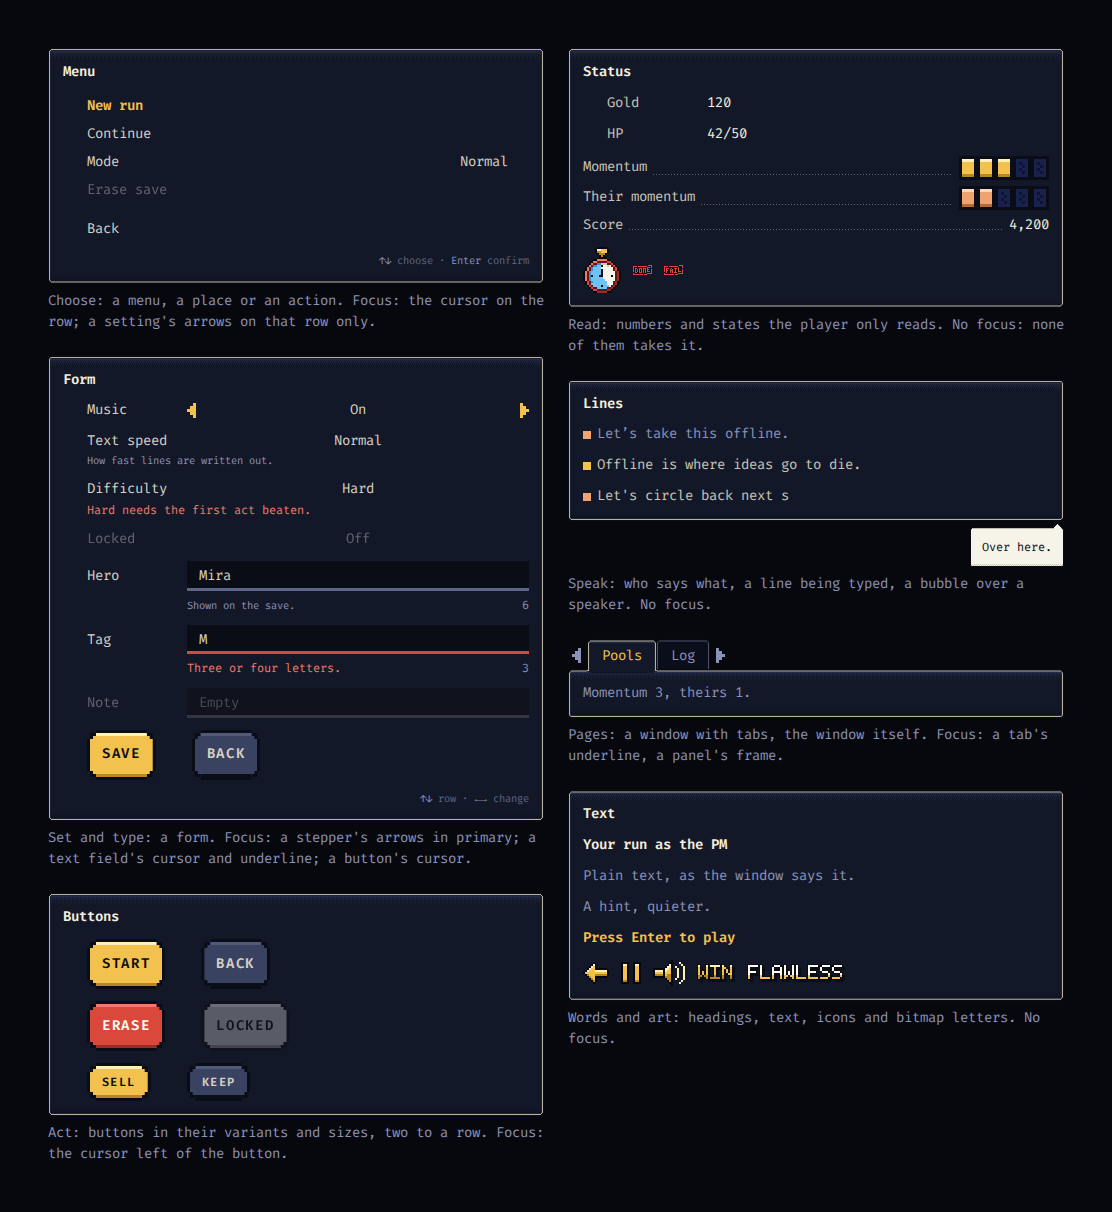 Menu
New run
Continue
Mode Normal
Erase save
Back
↑↓ choose · Enter confirm
Choose: a menu, a place or an action. Focus: the cursor on the
row; a setting's arrows on that row only.
Form
Music On
Text speed Normal
How fast lines are written out.
Difficulty Hard
Hard needs the first act beaten.
Locked Off
Hero Mira
Shown on the save. 6
Tag M
Three or four letters. 3
Note Empty
SAVE BACK
↑↓ row · ←→ change
Set and type: a form. Focus: a stepper's arrows in primary; a
text field's cursor and underline; a button's cursor.
Buttons
START BACK
ERASE LOCKED
SELL KEEP
Act: buttons in their variants and sizes, two to a row. Focus:
the cursor left of the button.
Status
Gold 120
HP 42/50
Momentum
Their momentum
Score 4,200
DONE FAIL
Read: numbers and states the player only reads. No focus: none
of them takes it.
Lines
Let’s take this offline.
Offline is where ideas go to die.
Let's circle back next s
Over here.
Speak: who says what, a line being typed, a bubble over a
speaker. No focus.
Pools Log
Momentum 3, theirs 1.
Pages: a window with tabs, the window itself. Focus: a tab's
underline, a panel's frame.
Text
Your run as the PM
Plain text, as the window says it.
A hint, quieter.
Press Enter to play
WIN FLAWLESS
Words and art: headings, text, icons and bitmap letters. No
focus.